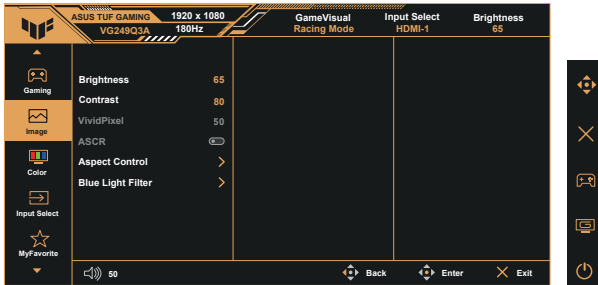 ASUS TUF GAMING 1920 x 1080
VG249Q3A 180Hz
GameVisual
Racing Mode
Input Select
HDMI-1
Brightness
65
Gaming
Image
Color
Input Select
MyFavorite
Brightness 65
Contrast 80
VividPixel 50
ASCR
Aspect Control
Blue Light Filter
50
Back
Enter
Exit